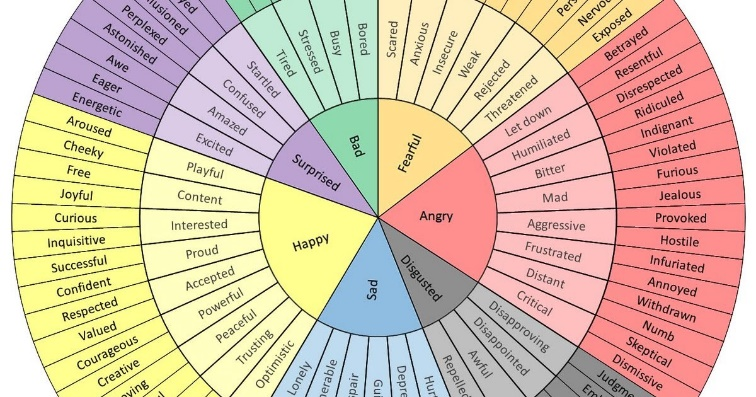 Bad
Fearful
Angry
Disgusted
Sad
Happy
Surprised
Tired
Stressed
Busy
Bored
Scared
Anxious
Insecure
Weak
Rejected
Threatened
Let down
Humiliated
Bitter
Mad
Aggressive
Frustrated
Distant
Critical
Disapproving
Disappointed
Awful
Repelled
Lonely
Optimistic
Trusting
Peaceful
Powerful
Accepted
Proud
Interested
Content
Playful
Excited
Amazed
Confused
Startled
Exposed
Betrayed
Resentful
Disrespected
Ridiculed
Indignant
Violated
Furious
Jealous
Provoked
Hostile
Infuriated
Annoyed
Withdrawn
Numb
Skeptical
Dismissive
Creative
Courageous
Valued
Respected
Confident
Successful
Inquisitive
Curious
Joyful
Free
Cheeky
Aroused
Energetic
Eager
Awe
Astonished
Perplexed